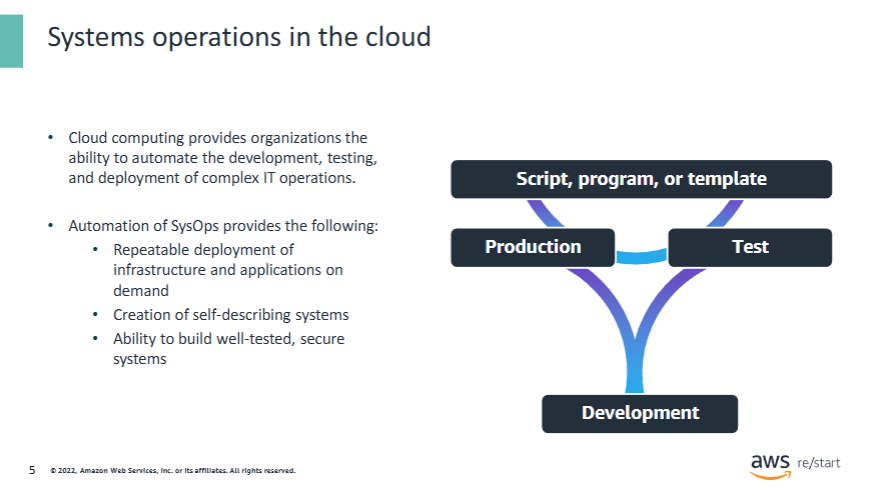 Systems operations in the cloud
• Cloud computing provides organizations the
ability to automate the development, testing,
and deployment of complex IT operations.
• Automation of SysOps provides the following:
• Repeatable deployment of
infrastructure and applications on
demand
• Creation of self-describing systems
• Ability to build well-tested, secure
systems
Script, program, or template
Production
Test
Development
5
© 2022, Amazon Web Services, Inc. or its affiliates. All rights reserved.
aws re/start